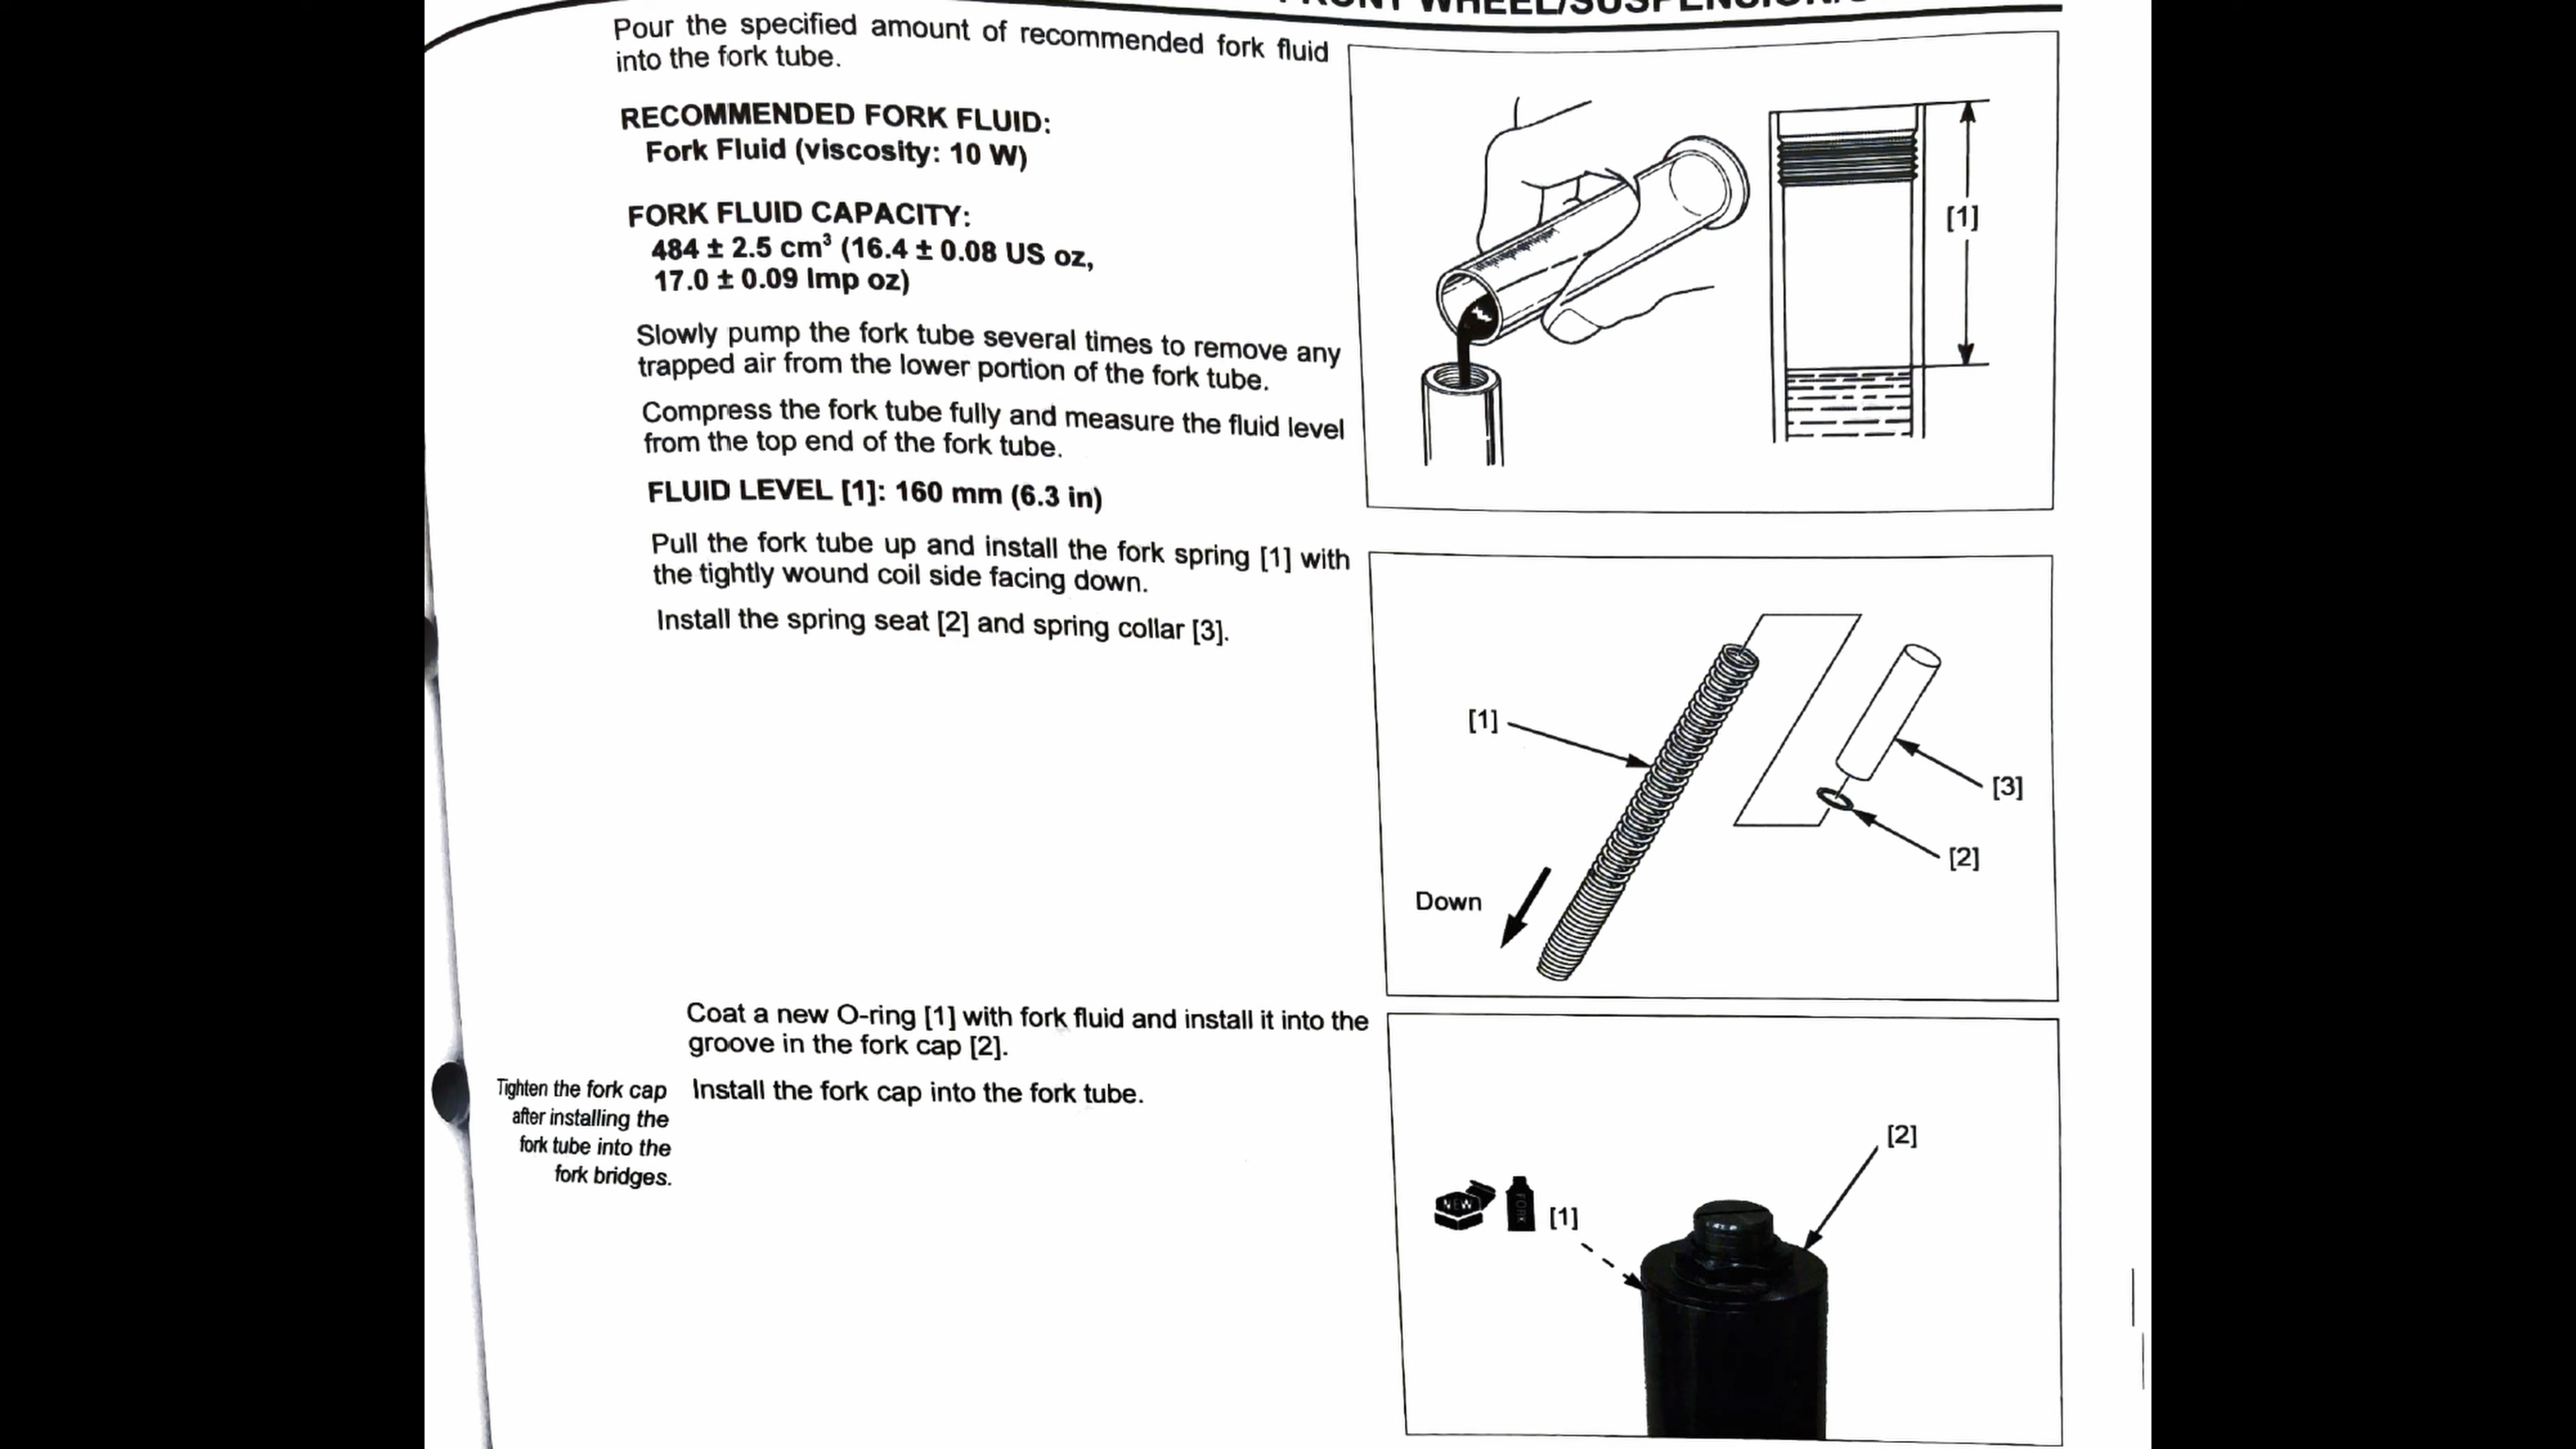 Pour the specified amount of recommended fork fluid
into the fork tube.
RECOMMENDED FORK FLUID:
Fork Fluid (viscosity: 10 W)
FORK FLUID CAPACITY:
484 ± 2.5 cm³ (16.4 ± 0.08 US oz,
17.0 ± 0.09 Imp oz)
Slowly pump the fork tube several times to remove any
trapped air from the lower portion of the fork tube.
Compress the fork tube fully and measure the fluid level
from the top end of the fork tube.
FLUID LEVEL [1]: 160 mm (6.3 in)
[1]
Pull the fork tube up and install the fork spring [1] with
the tightly wound coil side facing down.
Install the spring seat [2] and spring collar [3].
[1]
[3]
[2]
Down
Coat a new O-ring [1] with fork fluid and install it into the
groove in the fork cap [2].
Tighten the fork cap
after installing the
fork tube into the
fork bridges.
Install the fork cap into the fork tube.
[2]
NEW
FORK
[1]